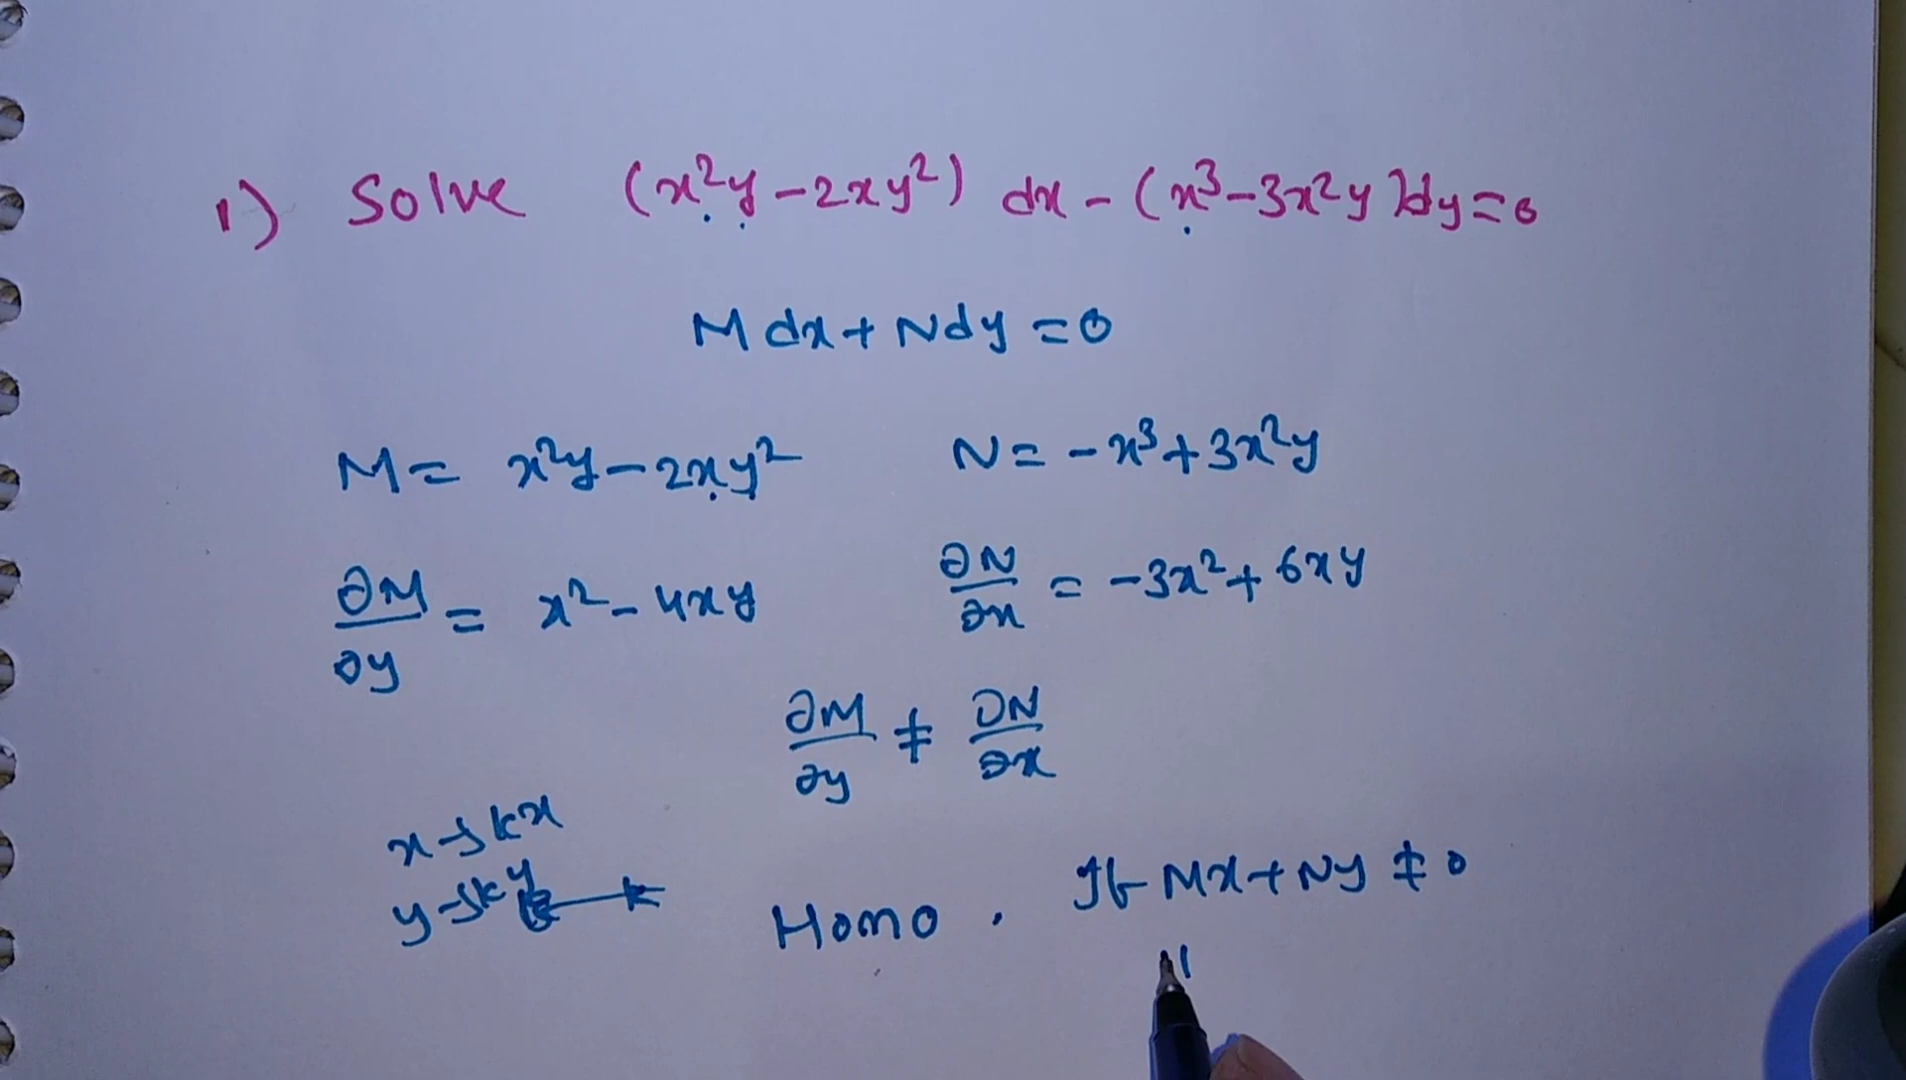 1) Solve (x²y - 2xy²) dx - (x³ - 3x²y)dy = 0
M dx + N dy = 0
M = x²y - 2xy² N = -x³ + 3x²y
∂M/∂y = x² - 4xy ∂N/∂x = -3x² + 6xy
∂M/∂y ≠ ∂N/∂x
x → kx
y → ky
Homo. If Mx + Ny ≠ 0